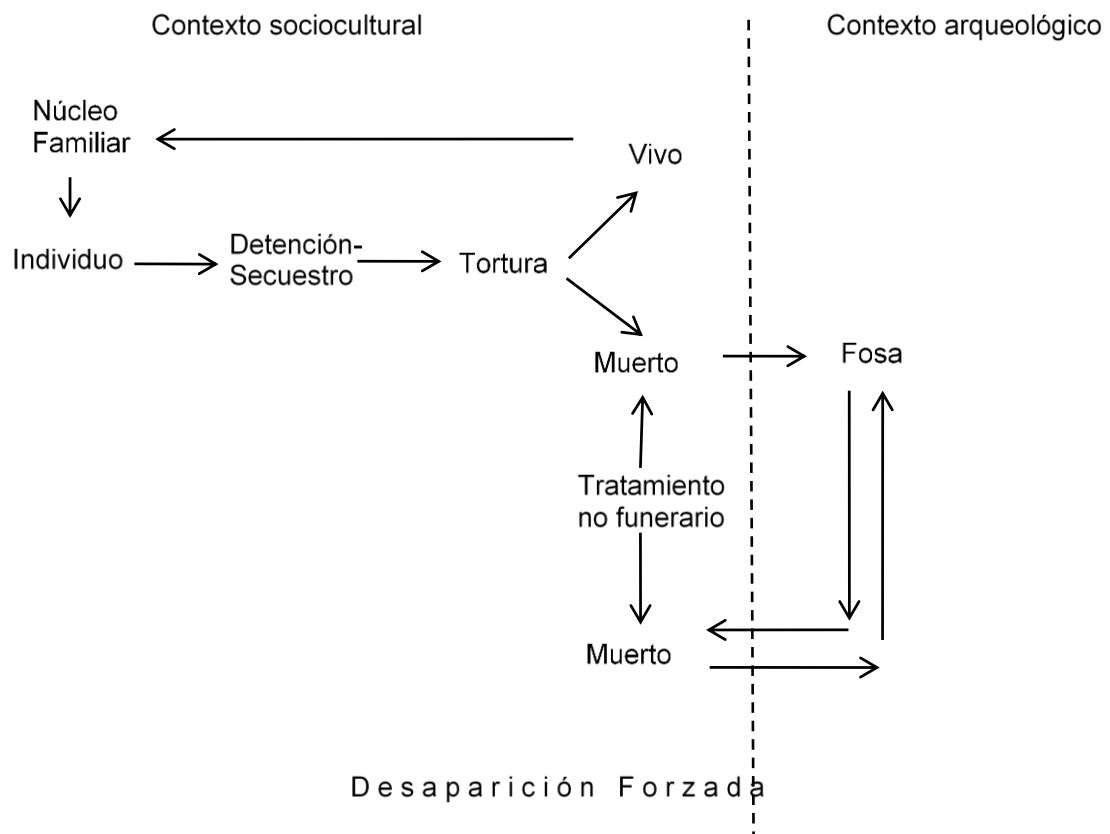 Contexto sociocultural
Contexto arqueológico
Núcleo
Familiar
Vivo
Individuo
Detención-
Secuestro
Tortura
Muerto
Fosa
Tratamiento
no funerario
Muerto
Desaparición Forzada